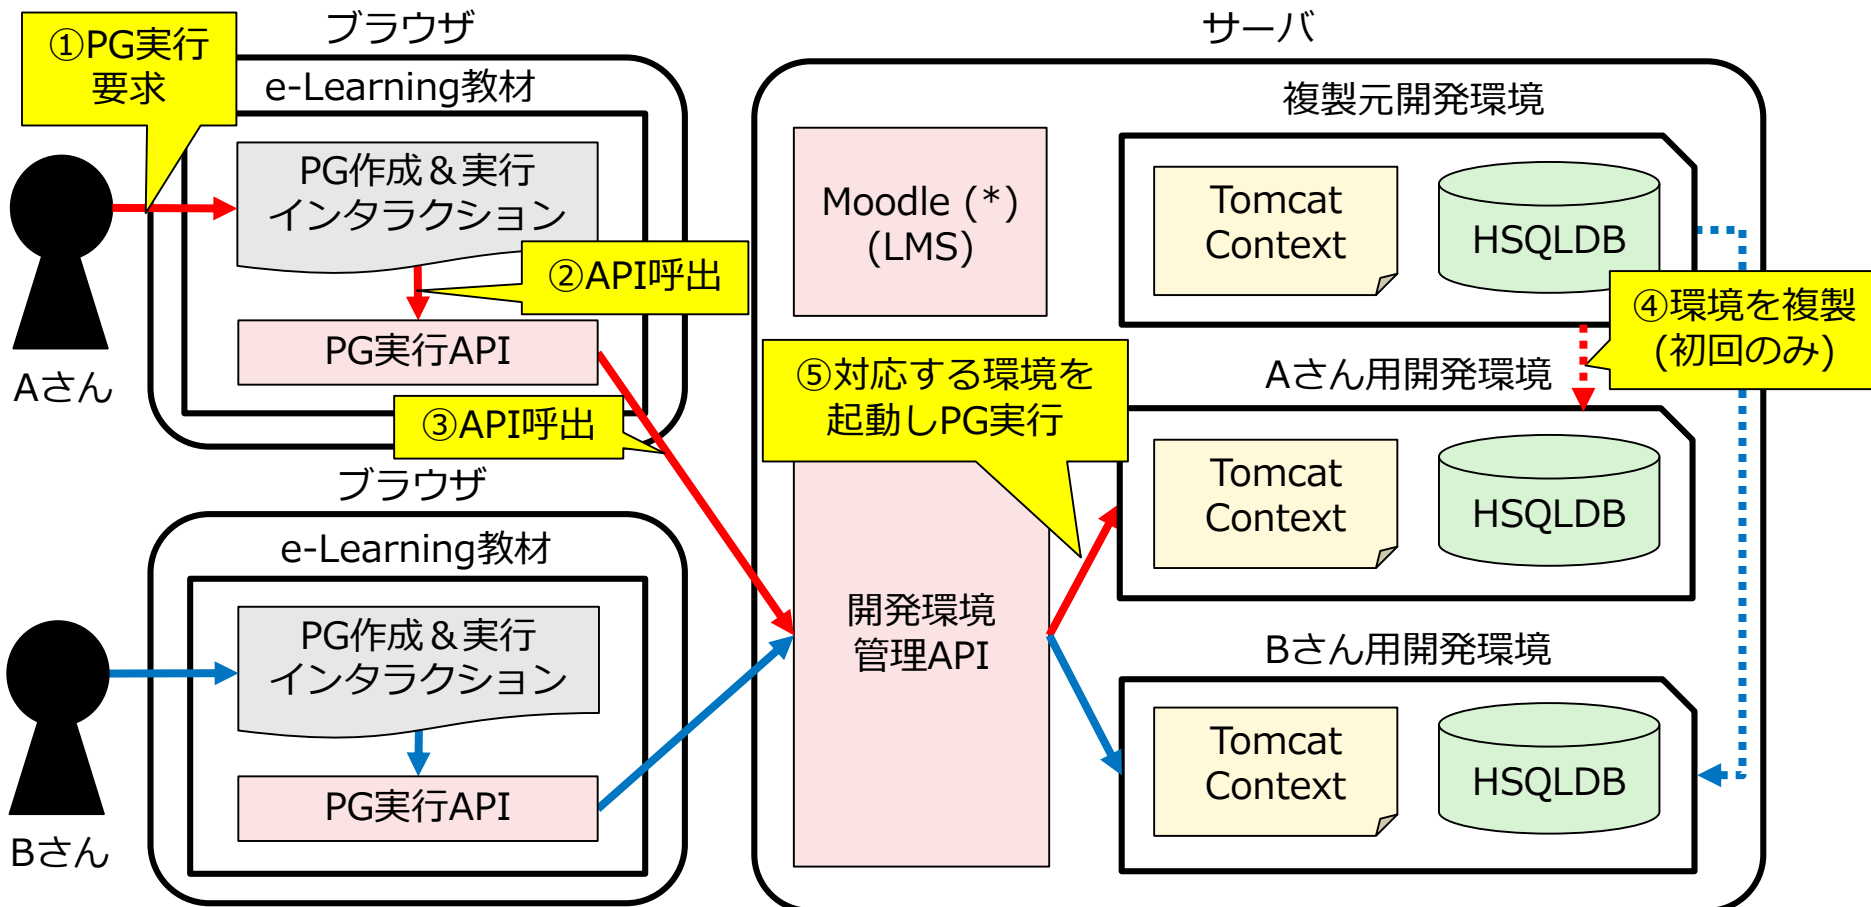 ブラウザ
サーバ
①PG実行
要求
e-Learning教材
複製元開発環境
PG作成＆実行
インタラクション
Moodle (*)
(LMS)
Tomcat
Context
HSQLDB
②API呼出
④環境を複製
(初回のみ)
PG実行API
Aさん
⑤対応する環境を
起動しPG実行
Aさん用開発環境
③API呼出
ブラウザ
Tomcat
Context
HSQLDB
e-Learning教材
PG作成＆実行
インタラクション
開発環境
管理API
Bさん用開発環境
Tomcat
Context
HSQLDB
PG実行API
Bさん